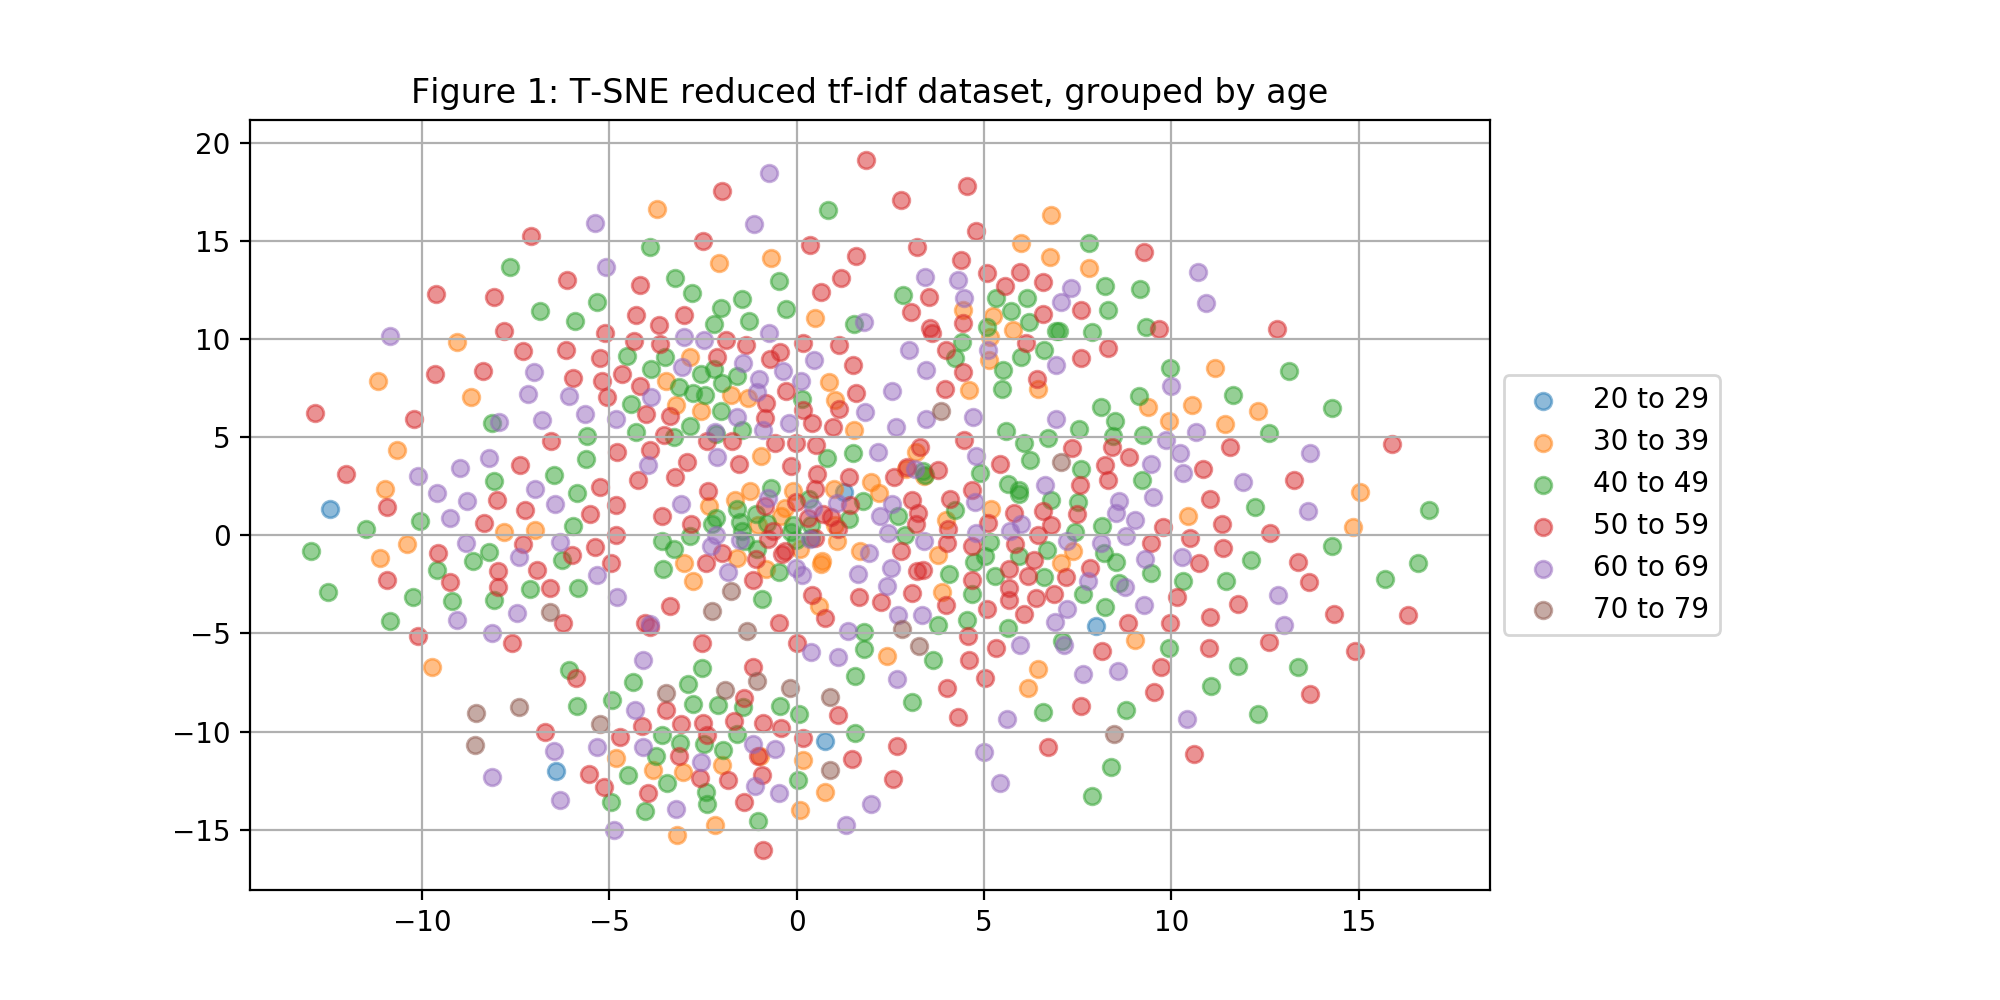 Figure 1: T-SNE reduced tf-idf dataset, grouped by age
20
15
10
5
0
−5
−10
−15
−10 −5 0 5 10 15
20 to 29
30 to 39
40 to 49
50 to 59
60 to 69
70 to 79